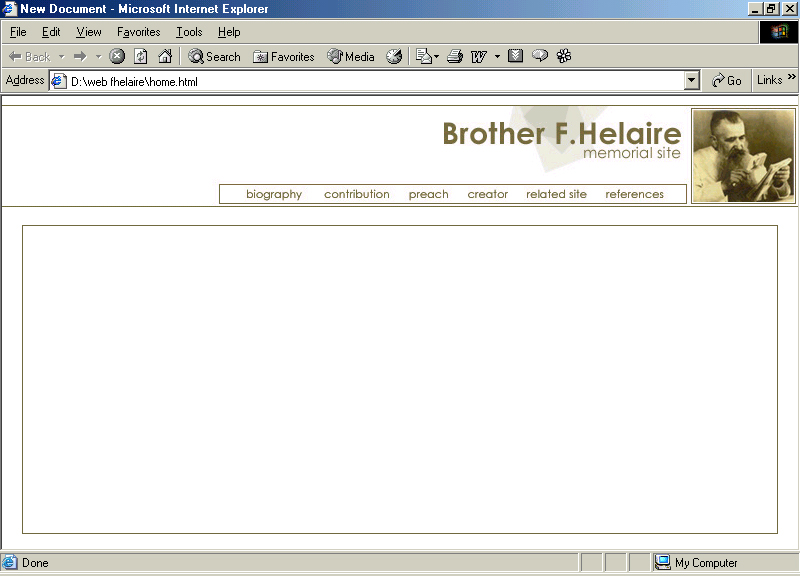 New Document - Microsoft Internet Explorer
File Edit View Favorites Tools Help
Back Search Favorites Media
Address D:\web fhelaire\home.html Go Links »
Brother F.Helaire
memorial site
biography contribution preach creator related site references
Done My Computer